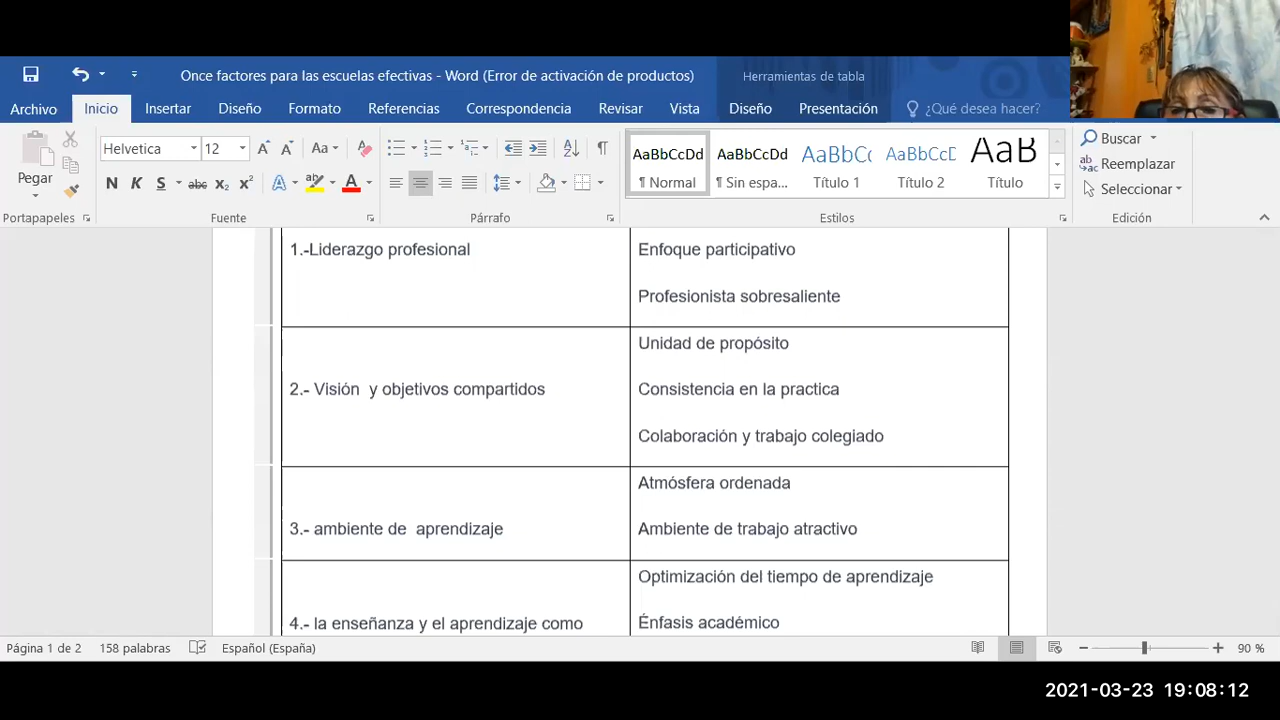 Once factores para las escuelas efectivas - Word (Error de activación de productos)
Herramientas de tabla
Archivo Inicio Insertar Diseño Formato Referencias Correspondencia Revisar Vista Diseño Presentación ¿Qué desea hacer?
Pegar
Helvetica 12 Aa
N K S abc x₂ x² A A
AaBbCcDd AaBbCcDd AaBbCc AaBbCcD AaB
¶ Normal ¶ Sin espa... Título 1 Título 2 Título
Buscar
Reemplazar
Seleccionar
Portapapeles Fuente Párrafo Estilos Edición
1.-Liderazgo profesional
Enfoque participativo
Profesionista sobresaliente
2.- Visión  y objetivos compartidos
Unidad de propósito
Consistencia en la practica
Colaboración y trabajo colegiado
3.- ambiente de  aprendizaje
Atmósfera ordenada
Ambiente de trabajo atractivo
4.- la enseñanza y el aprendizaje como
Optimización del tiempo de aprendizaje
Énfasis académico
Página 1 de 2 158 palabras Español (España) 90 %
2021-03-23 19:08:12